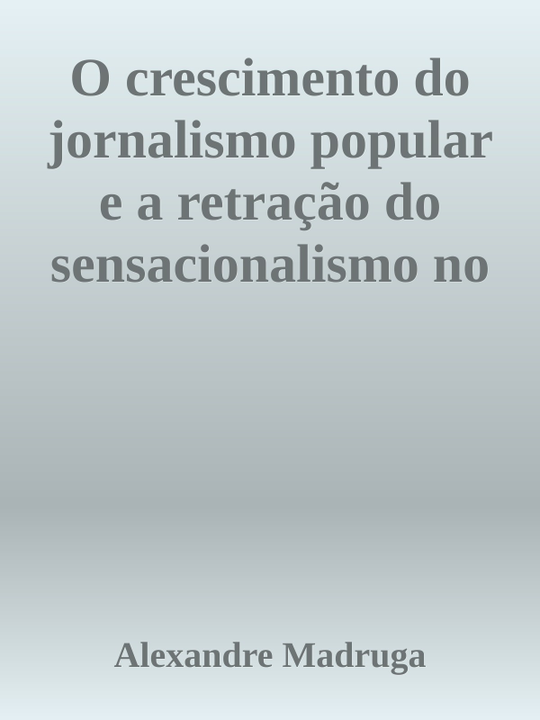 O crescimento do
jornalismo popular
e a retração do
sensacionalismo no
Alexandre Madruga